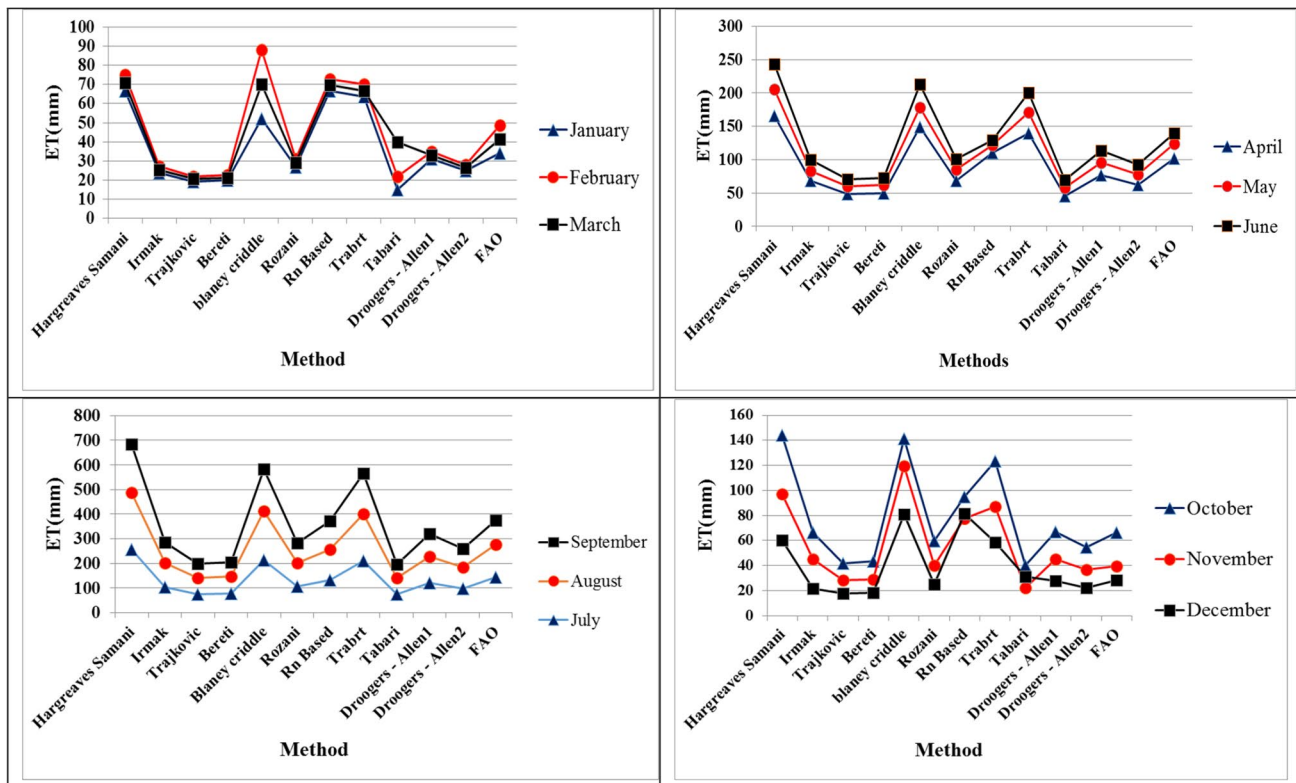 100
90
80
70
60
50
40
30
20
10
0
ET(mm)
Hargreaves Samani
Irmak
Trajkovic
Bereti
blaney criddle
Rozani
Rn Based
Trabrt
Tabari
Droogers - Allen1
Droogers - Allen2
FAO
Method
January
February
March
300
250
200
150
100
50
0
ET(mm)
Hargreaves Samani
Irmak
Trajkovic
Bereti
Blaney criddle
Rozani
Rn Based
Trabrt
Tabari
Droogers - Allen1
Droogers - Allen2
FAO
Methods
April
May
June
800
700
600
500
400
300
200
100
0
ET(mm)
Hargreaves Samani
Irmak
Trajkovic
Bereti
Blaney criddle
Rozani
Rn Based
Trabrt
Tabari
Droogers - Allen1
Droogers - Allen2
FAO
Method
September
August
July
160
140
120
100
80
60
40
20
0
ET(mm)
Hargreaves Samani
Irmak
Trajkovic
Bereti
blaney criddle
Rozani
Rn Based
Trabrt
Tabari
Droogers - Allen1
Droogers - Allen2
FAO
Method
October
November
December